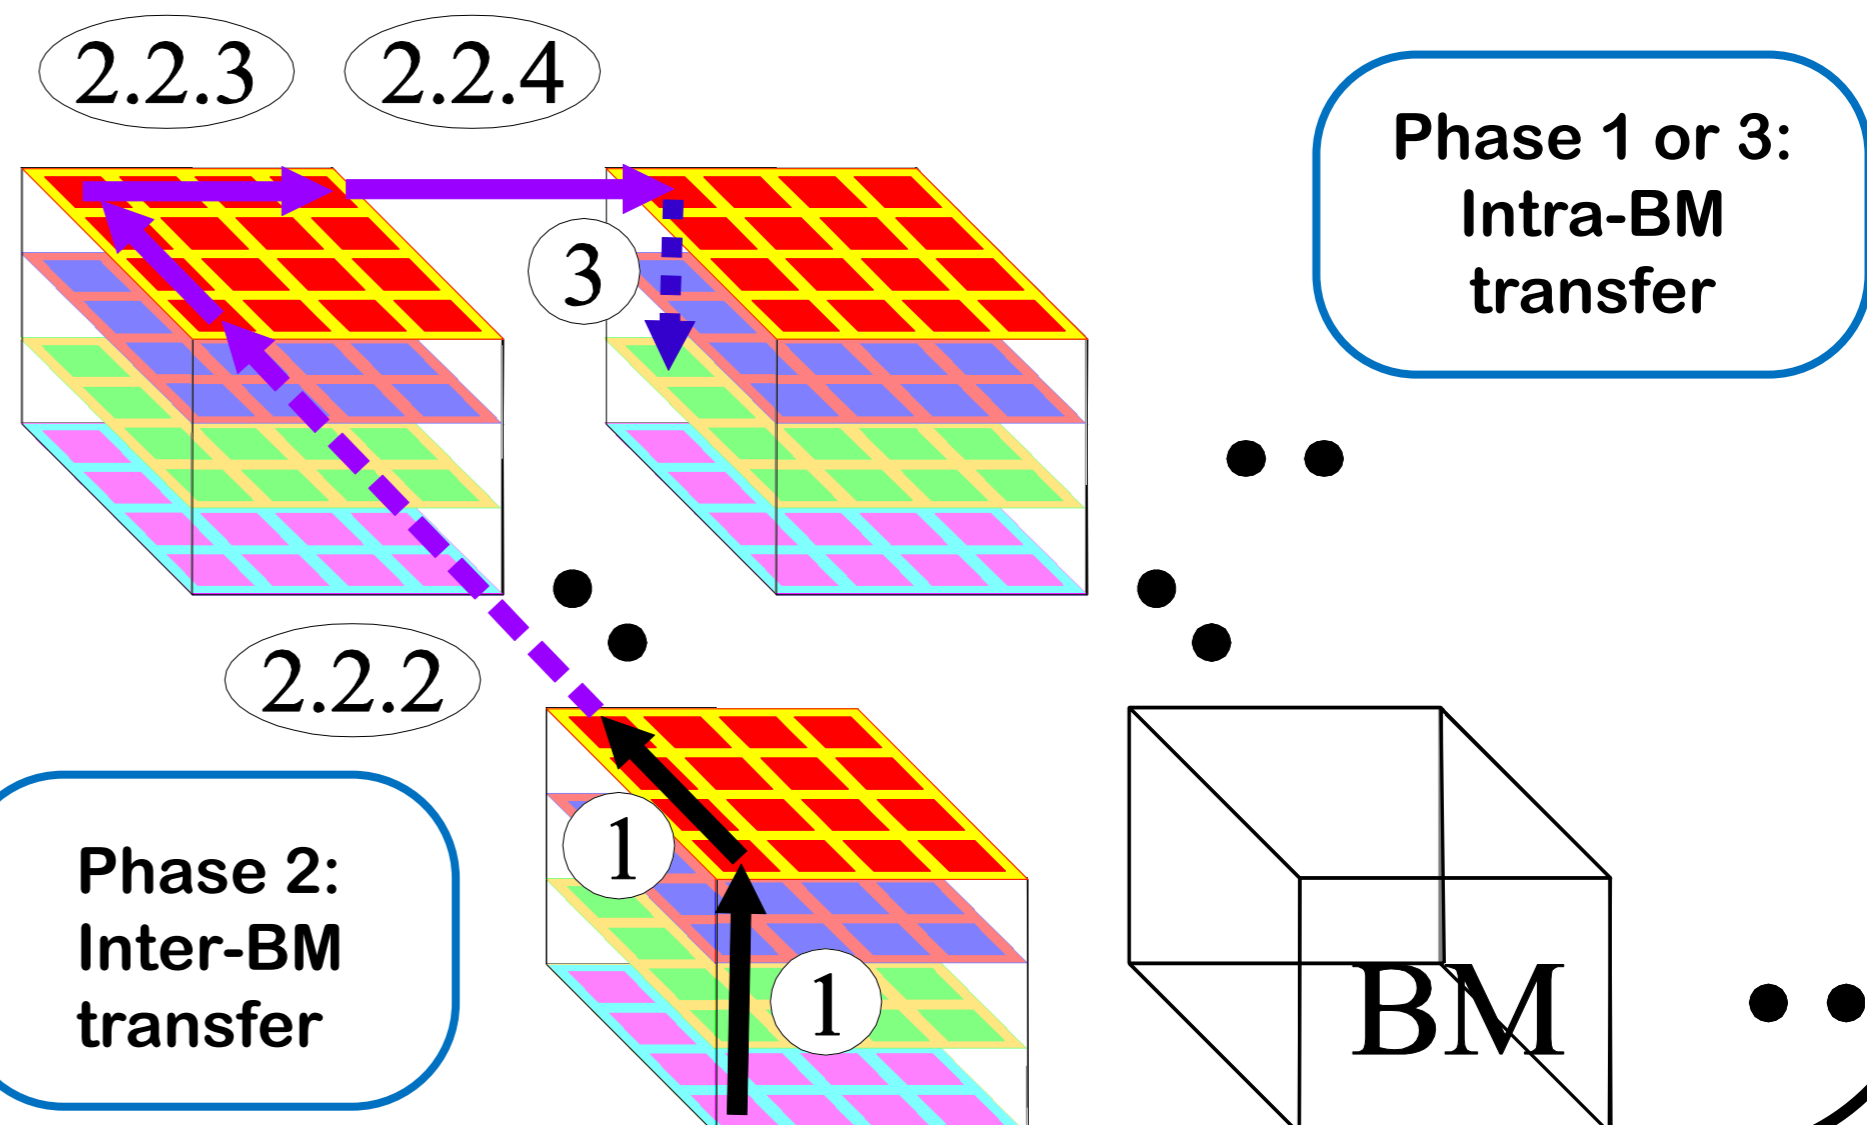 2.2.3
2.2.4
Phase 1 or 3:
Intra-BM
transfer
3
2.2.2
Phase 2:
Inter-BM
transfer
1
1
BM